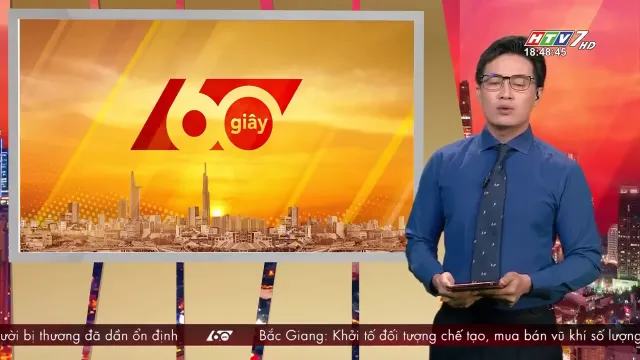 HTV7 HD
18:48:45
60 giây
ười bị thương đã dần ổn định 60 Bắc Giang: Khởi tố đối tượng chế tạo, mua bán vũ khí số lượng